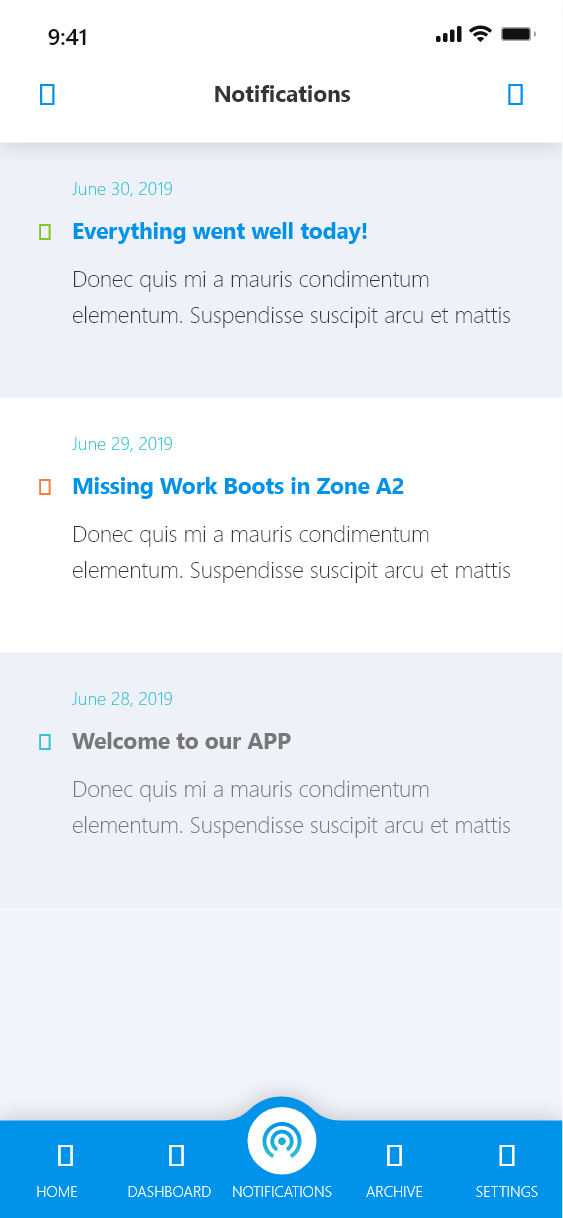 9:41
Notifications
June 30, 2019
Everything went well today!
Donec quis mi a mauris condimentum
elementum. Suspendisse suscipit arcu et mattis
June 29, 2019
Missing Work Boots in Zone A2
Donec quis mi a mauris condimentum
elementum. Suspendisse suscipit arcu et mattis
June 28, 2019
Welcome to our APP
Donec quis mi a mauris condimentum
elementum. Suspendisse suscipit arcu et mattis
HOME DASHBOARD NOTIFICATIONS ARCHIVE SETTINGS